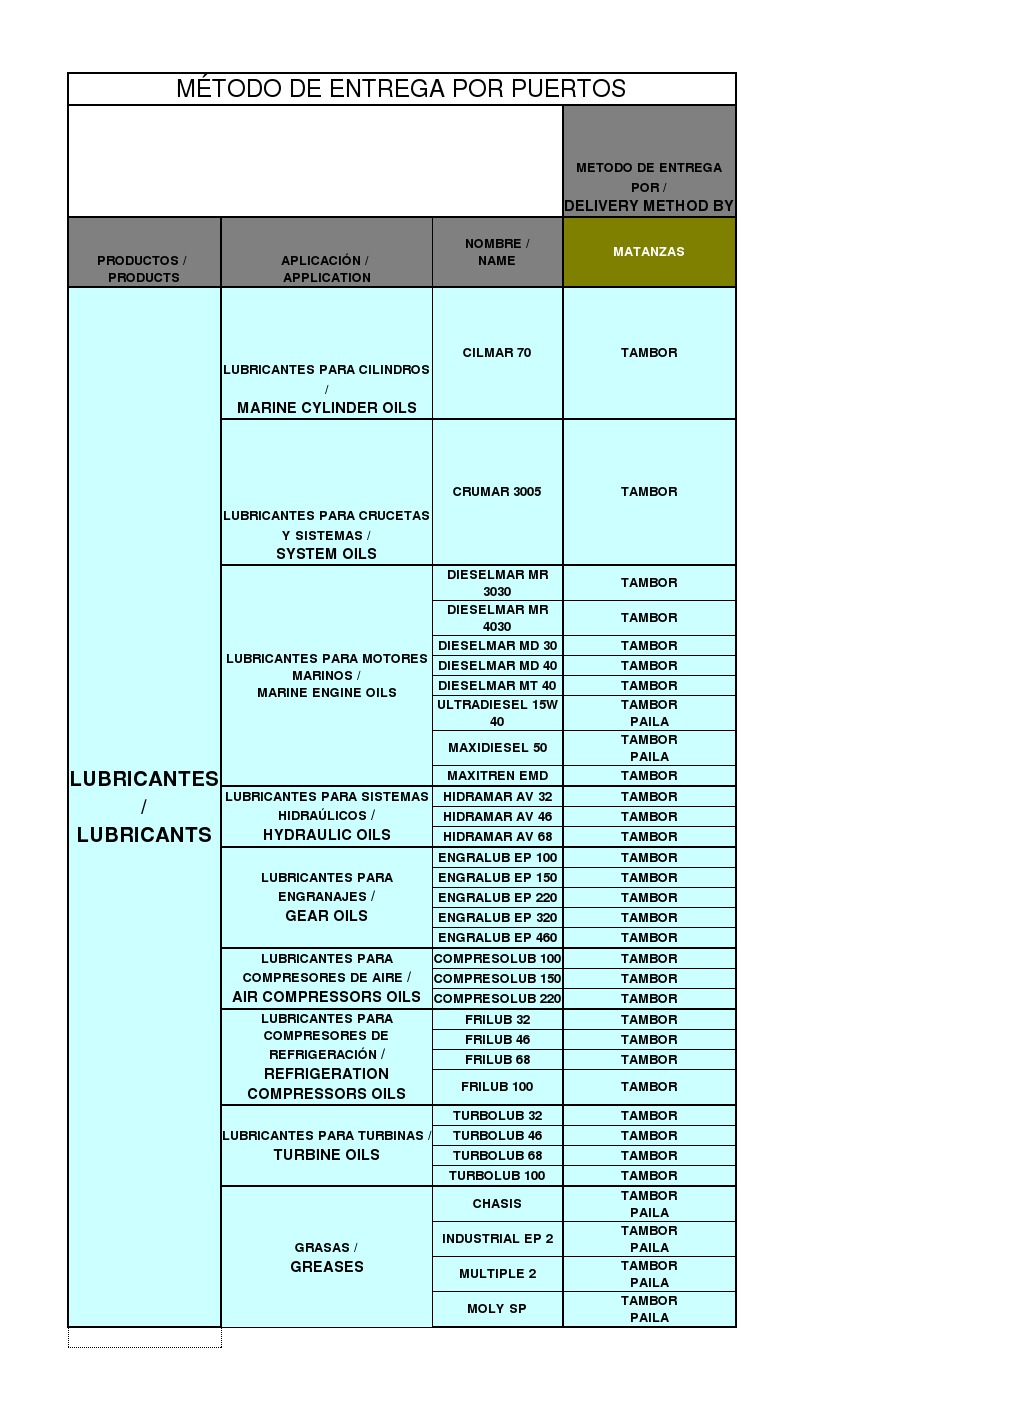 MÉTODO DE ENTREGA POR PUERTOS
METODO DE ENTREGA
POR /
DELIVERY METHOD BY
PRODUCTOS /
PRODUCTS
APLICACIÓN /
APPLICATION
NOMBRE /
NAME
MATANZAS
LUBRICANTES
/
LUBRICANTS
LUBRICANTES PARA CILINDROS
/
MARINE CYLINDER OILS
CILMAR 70
TAMBOR
LUBRICANTES PARA CRUCETAS
Y SISTEMAS /
SYSTEM OILS
CRUMAR 3005
TAMBOR
LUBRICANTES PARA MOTORES
MARINOS /
MARINE ENGINE OILS
DIESELMAR MR
3030
TAMBOR
DIESELMAR MR
4030
TAMBOR
DIESELMAR MD 30
TAMBOR
DIESELMAR MD 40
TAMBOR
DIESELMAR MT 40
TAMBOR
ULTRADIESEL 15W
40
TAMBOR
PAILA
MAXIDIESEL 50
TAMBOR
PAILA
MAXITREN EMD
TAMBOR
LUBRICANTES PARA SISTEMAS
HIDRAÚLICOS /
HYDRAULIC OILS
HIDRAMAR AV 32
TAMBOR
HIDRAMAR AV 46
TAMBOR
HIDRAMAR AV 68
TAMBOR
LUBRICANTES PARA
ENGRANAJES /
GEAR OILS
ENGRALUB EP 100
TAMBOR
ENGRALUB EP 150
TAMBOR
ENGRALUB EP 220
TAMBOR
ENGRALUB EP 320
TAMBOR
ENGRALUB EP 460
TAMBOR
LUBRICANTES PARA
COMPRESORES DE AIRE /
AIR COMPRESSORS OILS
COMPRESOLUB 100
TAMBOR
COMPRESOLUB 150
TAMBOR
COMPRESOLUB 220
TAMBOR
LUBRICANTES PARA
COMPRESORES DE
REFRIGERACIÓN /
REFRIGERATION
COMPRESSORS OILS
FRILUB 32
TAMBOR
FRILUB 46
TAMBOR
FRILUB 68
TAMBOR
FRILUB 100
TAMBOR
LUBRICANTES PARA TURBINAS /
TURBINE OILS
TURBOLUB 32
TAMBOR
TURBOLUB 46
TAMBOR
TURBOLUB 68
TAMBOR
TURBOLUB 100
TAMBOR
GRASAS /
GREASES
CHASIS
TAMBOR
PAILA
INDUSTRIAL EP 2
TAMBOR
PAILA
MULTIPLE 2
TAMBOR
PAILA
MOLY SP
TAMBOR
PAILA